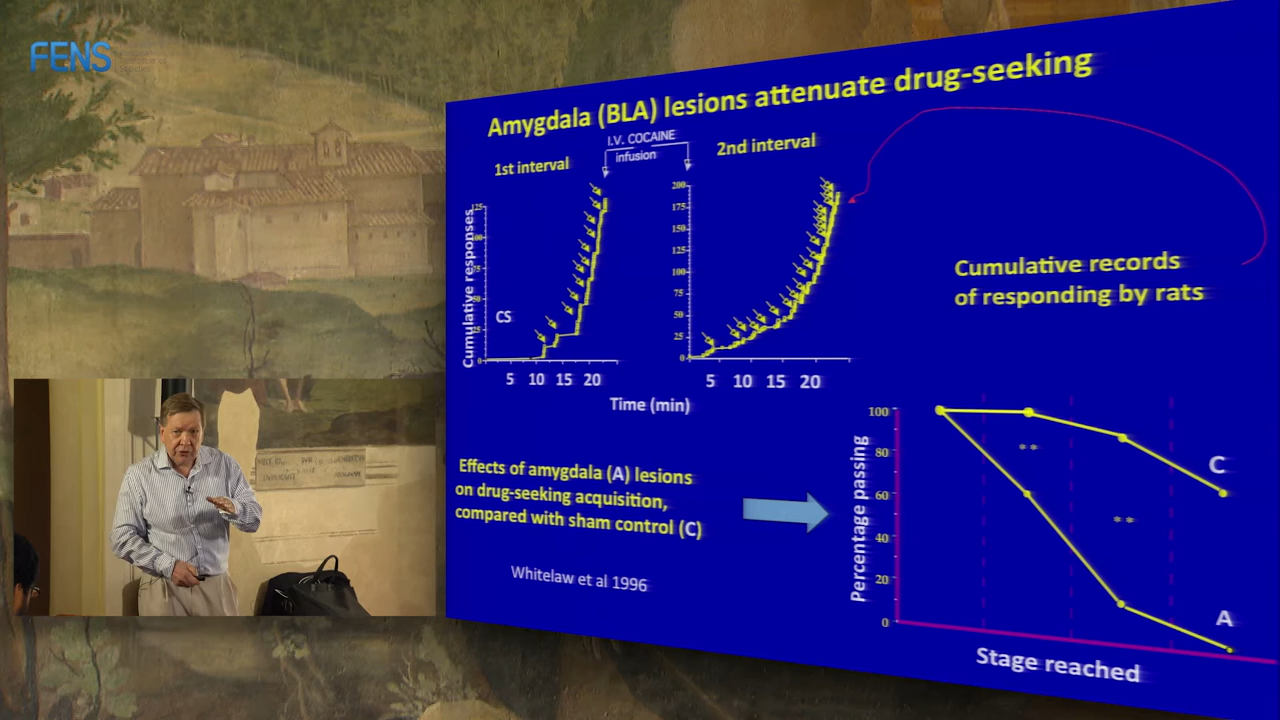 FENS
Amygdala (BLA) lesions attenuate drug-seeking
I.V. COCAINE
infusion
1st interval
2nd interval
Cumulative responses
25
CS
5 10 15 20
200
175
150
125
100
75
50
25
0
5 10 15 20
Time (min)
Cumulative records
of responding by rats
Effects of amygdala (A) lesions
on drug-seeking acquisition,
compared with sham control (C)
Whitelaw et al 1996
Percentage passing
100
80
60
40
20
0
**
**
C
A
Stage reached